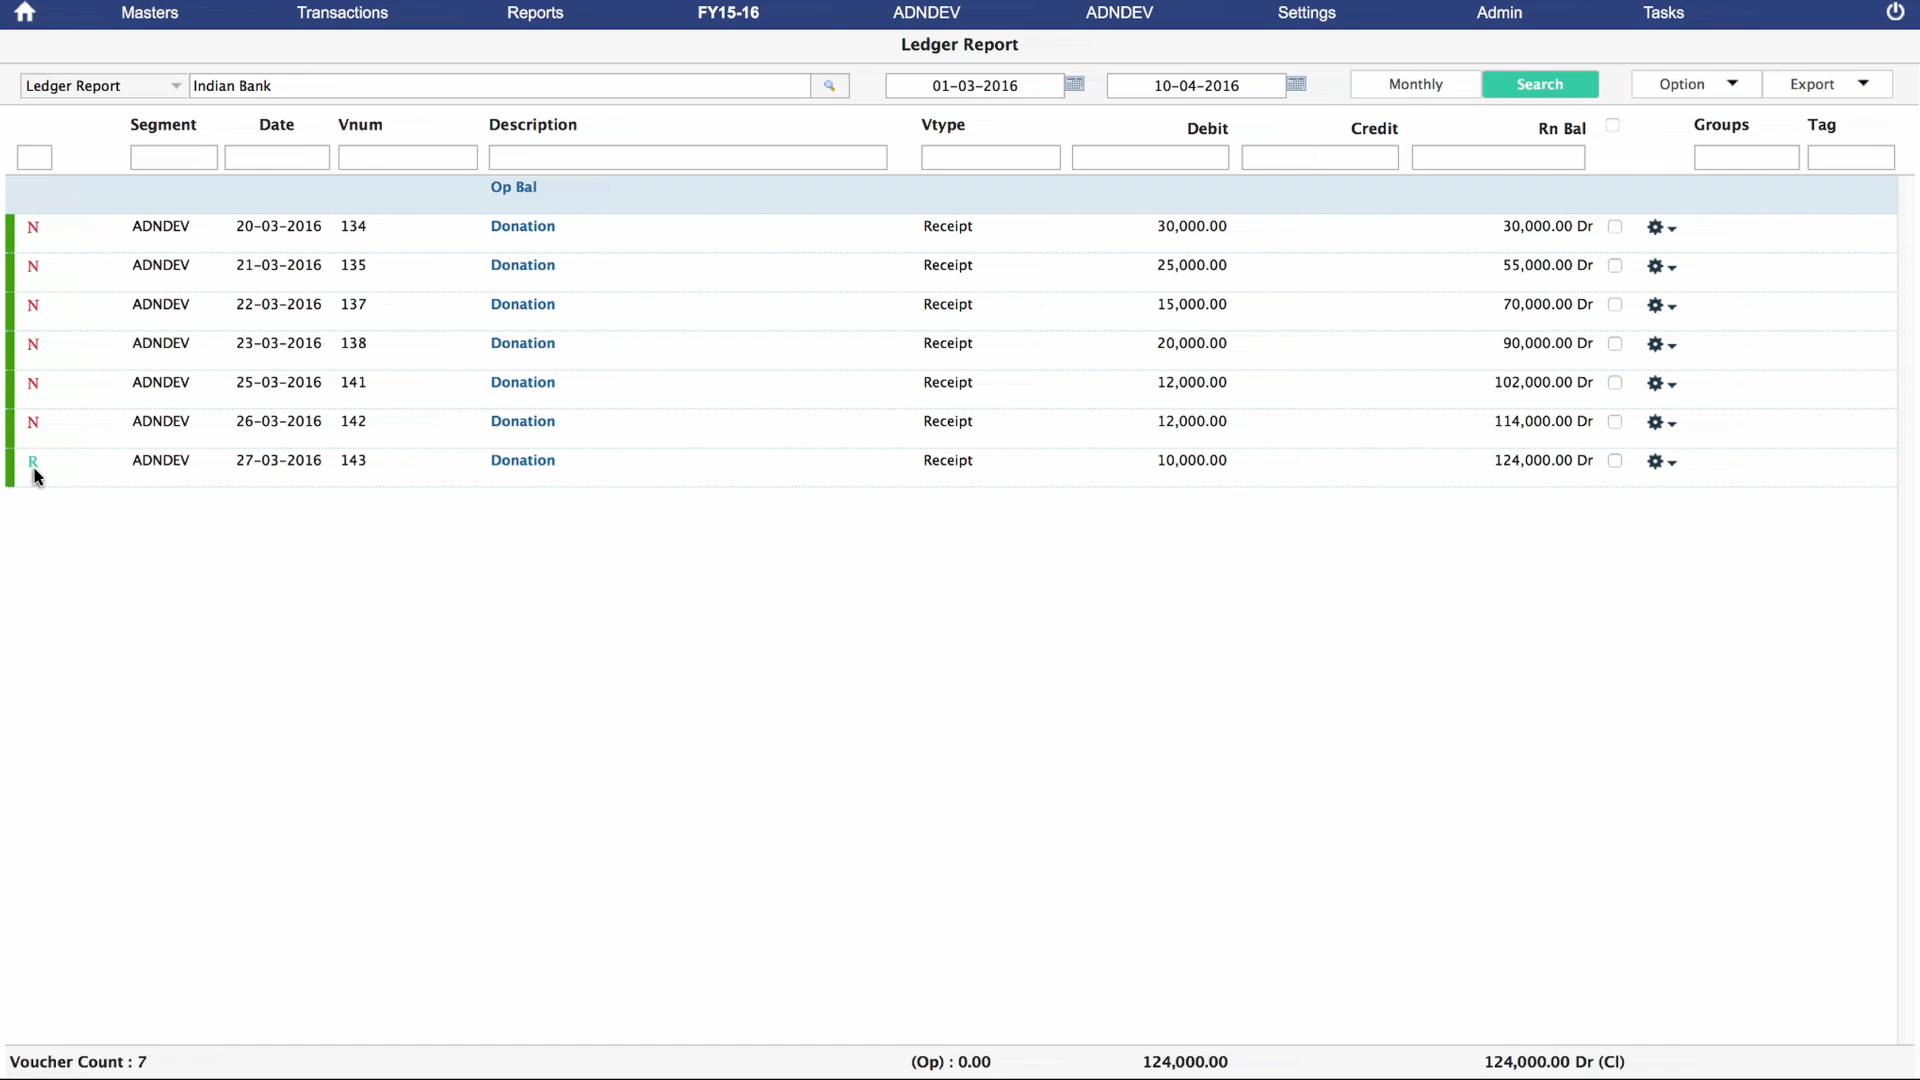 Masters Transactions Reports FY15-16 ADNDEV ADNDEV Settings Admin Tasks
Ledger Report
Ledger Report Indian Bank 01-03-2016 10-04-2016 Monthly Search Option Export
Segment Date Vnum Description Vtype Debit Credit Rn Bal Groups Tag
Op Bal
N ADNDEV 20-03-2016 134 Donation Receipt 30,000.00 30,000.00 Dr
N ADNDEV 21-03-2016 135 Donation Receipt 25,000.00 55,000.00 Dr
N ADNDEV 22-03-2016 137 Donation Receipt 15,000.00 70,000.00 Dr
N ADNDEV 23-03-2016 138 Donation Receipt 20,000.00 90,000.00 Dr
N ADNDEV 25-03-2016 141 Donation Receipt 12,000.00 102,000.00 Dr
N ADNDEV 26-03-2016 142 Donation Receipt 12,000.00 114,000.00 Dr
R ADNDEV 27-03-2016 143 Donation Receipt 10,000.00 124,000.00 Dr
Voucher Count : 7 (Op) : 0.00 124,000.00 124,000.00 Dr (Cl)